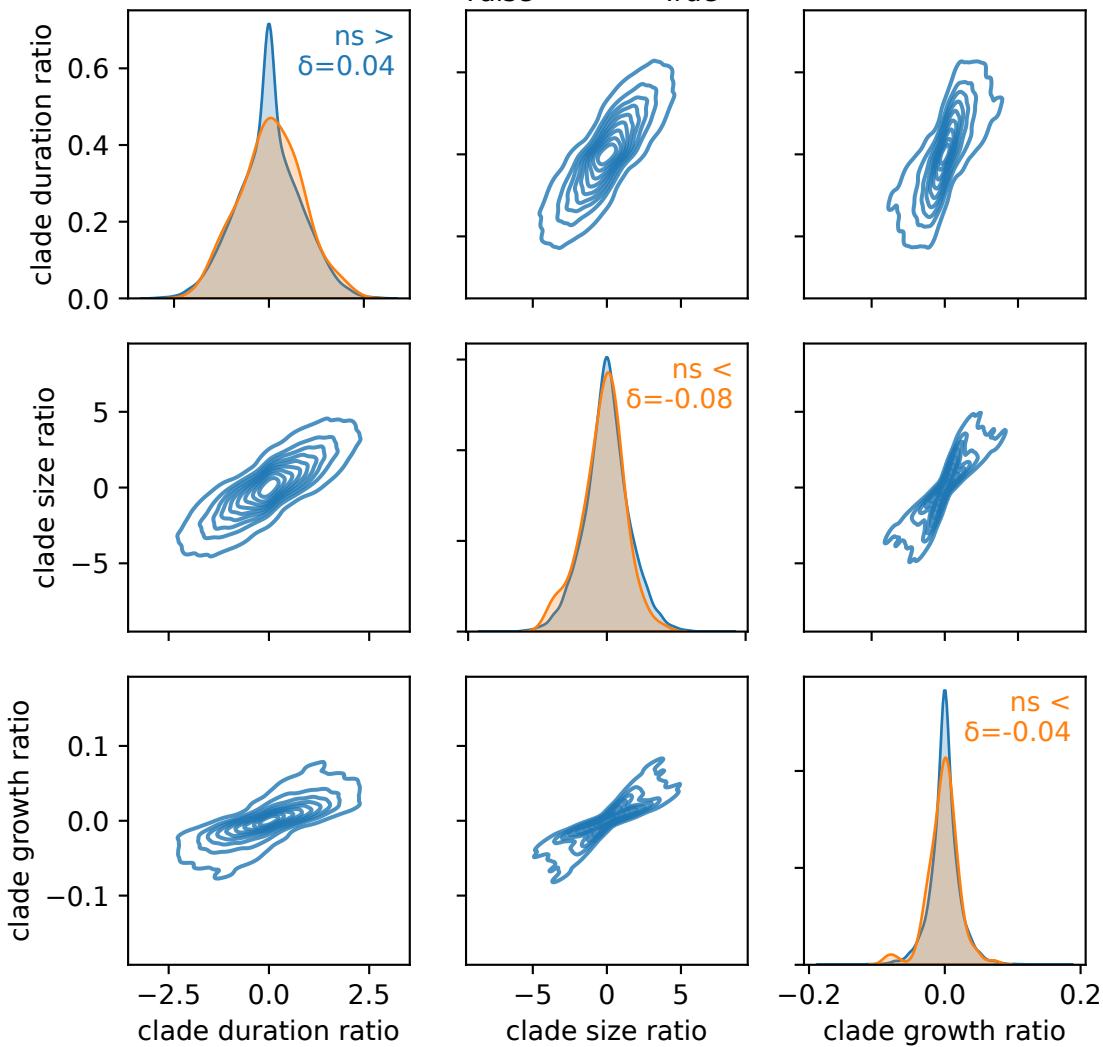 clade duration ratio
0.6
0.4
0.2
0.0
ns >
δ=0.04
clade size ratio
5
0
−5
ns <
δ=-0.08
clade growth ratio
0.1
0.0
−0.1
ns <
δ=-0.04
−2.5 0.0 2.5
clade duration ratio
−5 0 5
clade size ratio
−0.2 0.0 0.2
clade growth ratio